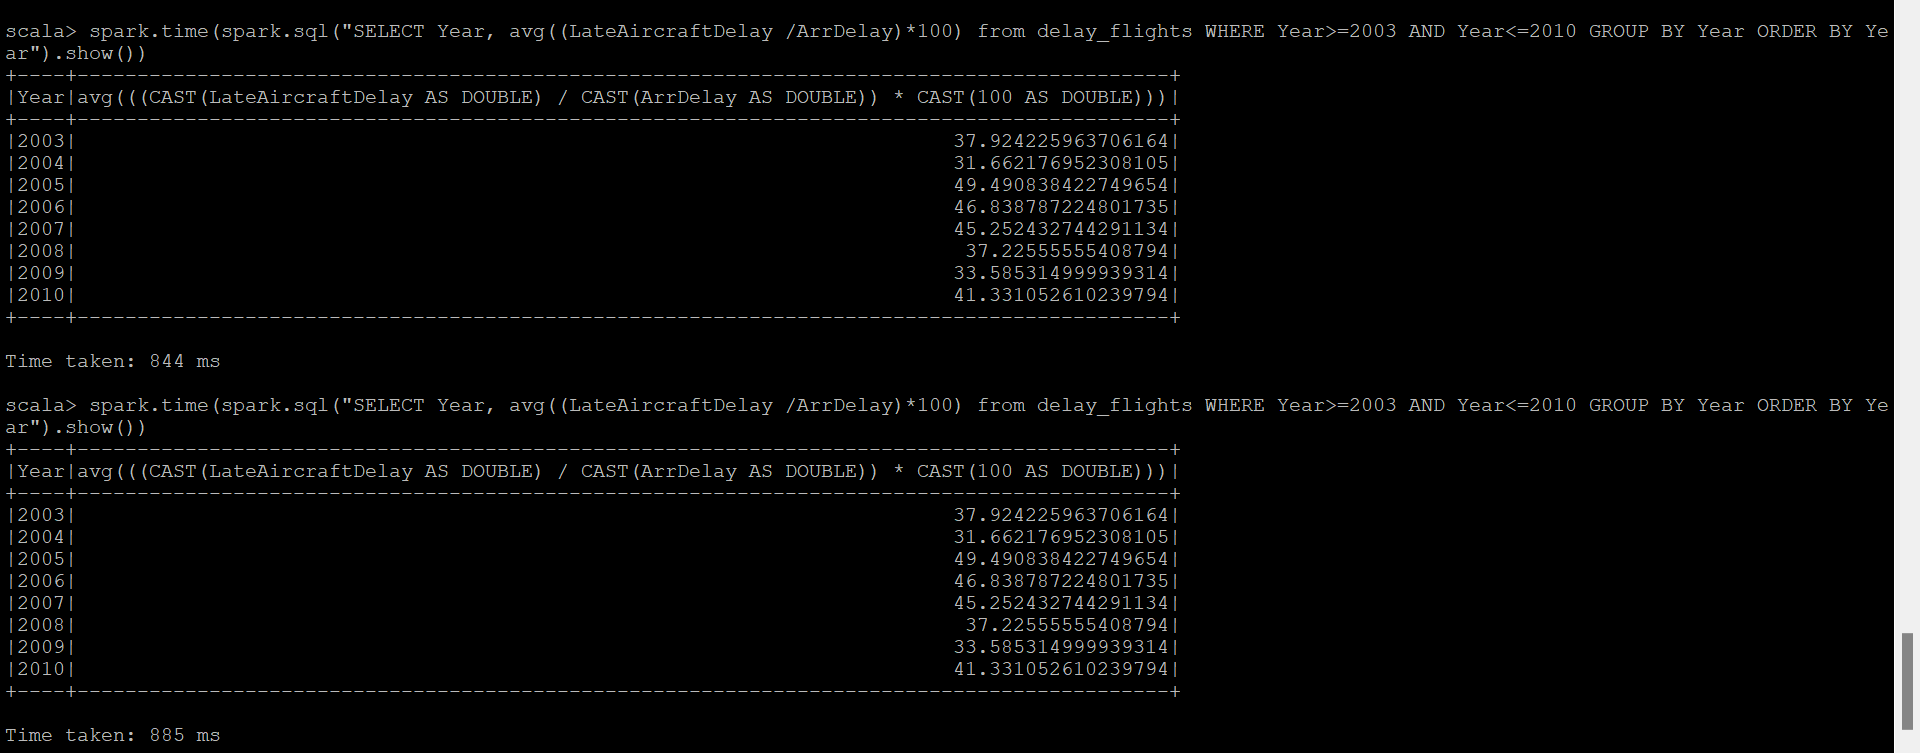 scala> spark.time(spark.sql("SELECT Year, avg((LateAircraftDelay /ArrDelay)*100) from delay_flights WHERE Year>=2003 AND Year<=2010 GROUP BY Year ORDER BY Ye
ar").show())
+----+-------------------------------------------------------------------------------------------+
|Year|avg(((CAST(LateAircraftDelay AS DOUBLE) / CAST(ArrDelay AS DOUBLE)) * CAST(100 AS DOUBLE)))|
+----+-------------------------------------------------------------------------------------------+
|2003|                                                                         37.924225963706164|
|2004|                                                                         31.662176952308105|
|2005|                                                                         49.490838422749654|
|2006|                                                                         46.838787224801735|
|2007|                                                                         45.252432744291134|
|2008|                                                                          37.22555555408794|
|2009|                                                                         33.585314999939314|
|2010|                                                                         41.331052610239794|
+----+-------------------------------------------------------------------------------------------+
Time taken: 844 ms
scala> spark.time(spark.sql("SELECT Year, avg((LateAircraftDelay /ArrDelay)*100) from delay_flights WHERE Year>=2003 AND Year<=2010 GROUP BY Year ORDER BY Ye
ar").show())
+----+-------------------------------------------------------------------------------------------+
|Year|avg(((CAST(LateAircraftDelay AS DOUBLE) / CAST(ArrDelay AS DOUBLE)) * CAST(100 AS DOUBLE)))|
+----+-------------------------------------------------------------------------------------------+
|2003|                                                                         37.924225963706164|
|2004|                                                                         31.662176952308105|
|2005|                                                                         49.490838422749654|
|2006|                                                                         46.838787224801735|
|2007|                                                                         45.252432744291134|
|2008|                                                                          37.22555555408794|
|2009|                                                                         33.585314999939314|
|2010|                                                                         41.331052610239794|
+----+-------------------------------------------------------------------------------------------+
Time taken: 885 ms